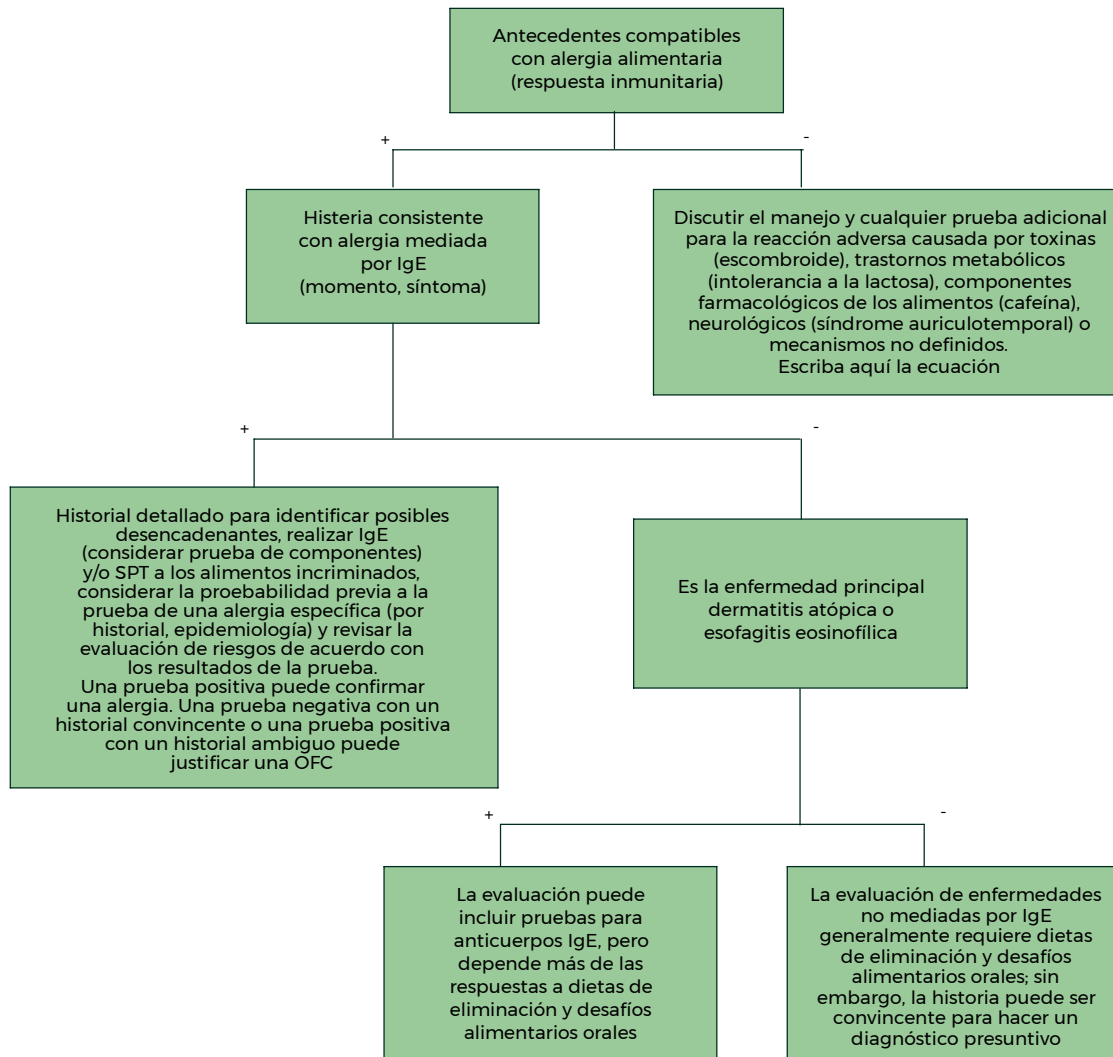 Antecedentes compatibles
con alergia alimentaria
(respuesta inmunitaria)
+
-
Histeria consistente
con alergia mediada
por IgE
(momento, síntoma)
Discutir el manejo y cualquier prueba adicional
para la reacción adversa causada por toxinas
(escombroide), trastornos metabólicos
(intolerancia a la lactosa), componentes
farmacológicos de los alimentos (cafeína),
neurológicos (síndrome auriculotemporal) o
mecanismos no definidos.
Escriba aquí la ecuación
+
-
Historial detallado para identificar posibles
desencadenantes, realizar IgE
(considerar prueba de componentes)
y/o SPT a los alimentos incriminados,
considerar la proebabilidad previa a la
prueba de una alergia específica (por
historial, epidemiología) y revisar la
evaluación de riesgos de acuerdo con
los resultados de la prueba.
Una prueba positiva puede confirmar
una alergia. Una prueba negativa con un
historial convincente o una prueba positiva
con un historial ambiguo puede
justificar una OFC
Es la enfermedad principal
dermatitis atópica o
esofagitis eosinofílica
+
-
La evaluación puede
incluir pruebas para
anticuerpos IgE, pero
depende más de las
respuestas a dietas de
eliminación y desafíos
alimentarios orales
La evaluación de enfermedades
no mediadas por IgE
generalmente requiere dietas
de eliminación y desafíos
alimentarios orales; sin
embargo, la historia puede ser
convincente para hacer un
diagnóstico presuntivo